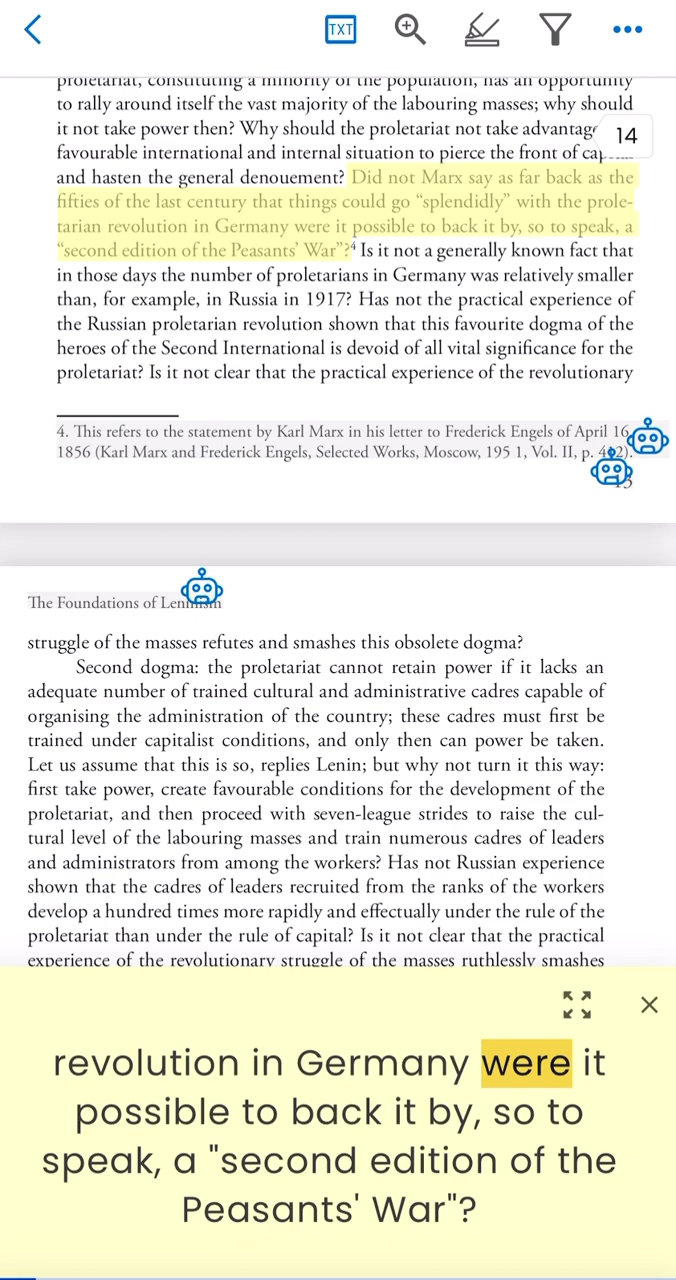 TXT
proletariat, constituting a minority of the population, has an opportunity
to rally around itself the vast majority of the labouring masses; why should
it not take power then? Why should the proletariat not take advantage
14
favourable international and internal situation to pierce the front of cap
and hasten the general denouement? Did not Marx say as far back as the
fifties of the last century that things could go “splendidly” with the prole-
tarian revolution in Germany were it possible to back it by, so to speak, a
“second edition of the Peasants’ War”?⁴ Is it not a generally known fact that
in those days the number of proletarians in Germany was relatively smaller
than, for example, in Russia in 1917? Has not the practical experience of
the Russian proletarian revolution shown that this favourite dogma of the
heroes of the Second International is devoid of all vital significance for the
proletariat? Is it not clear that the practical experience of the revolutionary
4. This refers to the statement by Karl Marx in his letter to Frederick Engels of April 16,
1856 (Karl Marx and Frederick Engels, Selected Works, Moscow, 195 1, Vol. II, p. 412).
13
The Foundations of Leninism
struggle of the masses refutes and smashes this obsolete dogma?
Second dogma: the proletariat cannot retain power if it lacks an
adequate number of trained cultural and administrative cadres capable of
organising the administration of the country; these cadres must first be
trained under capitalist conditions, and only then can power be taken.
Let us assume that this is so, replies Lenin; but why not turn it this way:
first take power, create favourable conditions for the development of the
proletariat, and then proceed with seven-league strides to raise the cul-
tural level of the labouring masses and train numerous cadres of leaders
and administrators from among the workers? Has not Russian experience
shown that the cadres of leaders recruited from the ranks of the workers
develop a hundred times more rapidly and effectually under the rule of the
proletariat than under the rule of capital? Is it not clear that the practical
experience of the revolutionary struggle of the masses ruthlessly smashes
revolution in Germany were it
possible to back it by, so to
speak, a "second edition of the
Peasants' War"?